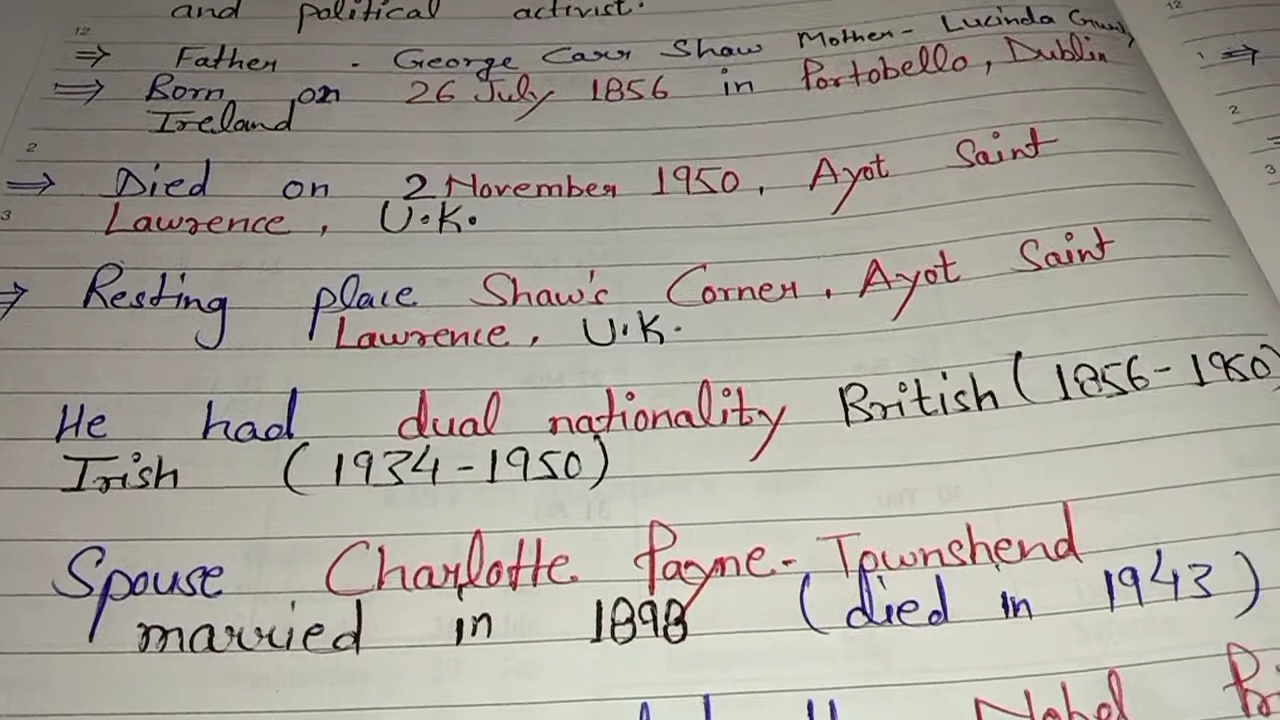 and political activist.
⇒ Father - George Carr Shaw Mother- Lucinda
⇒ Born on 26 July 1856 in Portobello, Dublin
Ireland
⇒ Died on 2 November 1950, Ayot Saint
Lawrence, U.K.
⇒ Resting place Shaw's Corner, Ayot Saint
Lawrence, U.K.
He had dual nationality British (1856-1950)
Irish (1934-1950)
Spouse Charlotte Payne-Townshend
married in 1898 (died in 1943)
Nobel